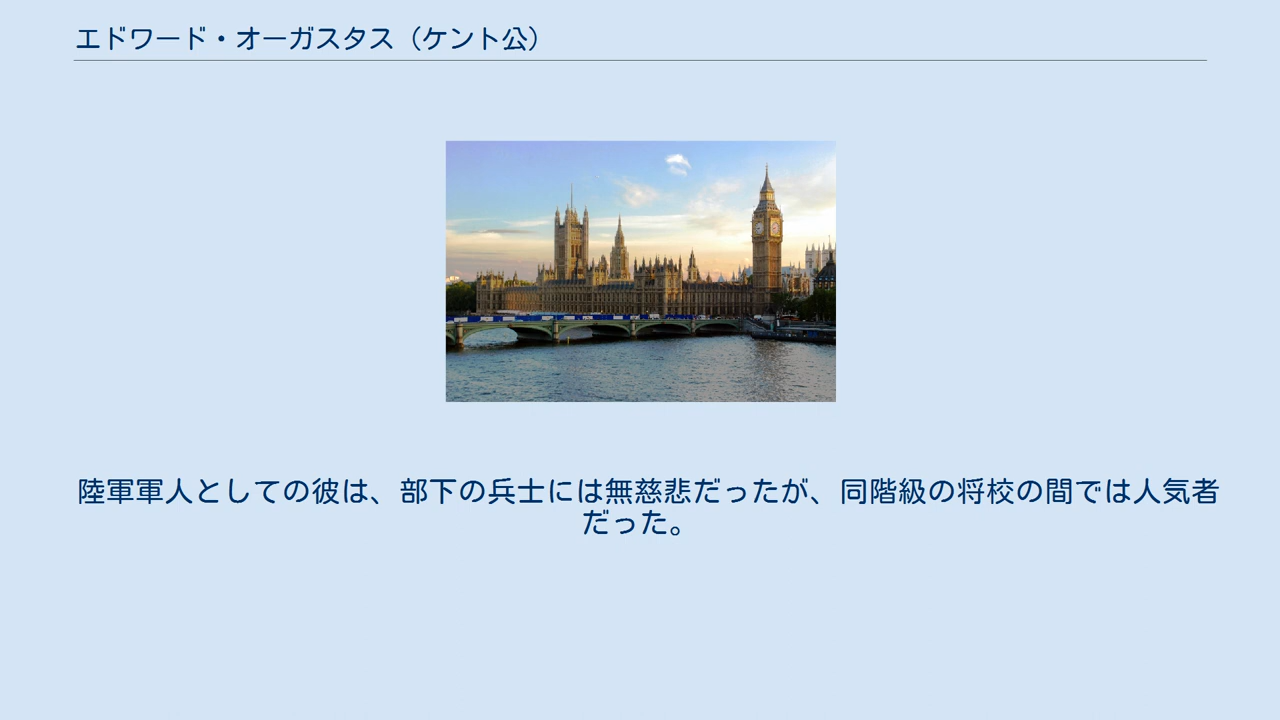 エドワード・オーガスタス（ケント公）
陸軍軍人としての彼は、部下の兵士には無慈悲だったが、同階級の将校の間では人気者
だった。